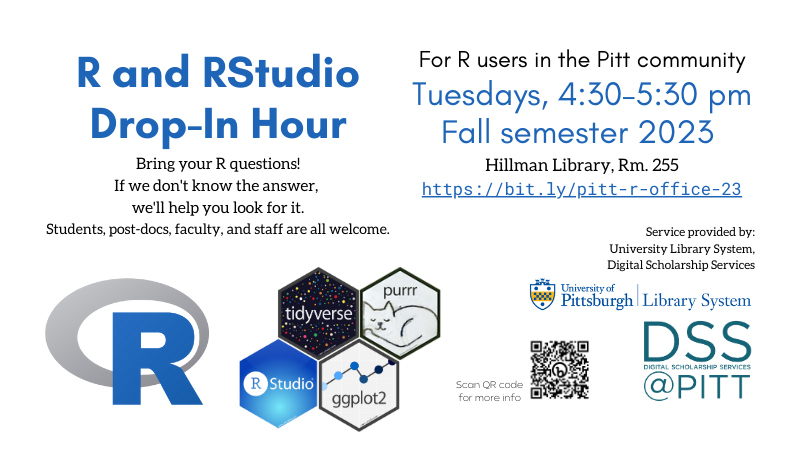 R and RStudio
Drop-In Hour
Bring your R questions!
If we don't know the answer,
we'll help you look for it.
Students, post-docs, faculty, and staff are all welcome.
For R users in the Pitt community
Tuesdays, 4:30-5:30 pm
Fall semester 2023
Hillman Library, Rm. 255
https://bit.ly/pitt-r-office-23
Service provided by:
University Library System,
Digital Scholarship Services
University of
Pittsburgh | Library System
R
tidyverse
purrr
R Studio
ggplot2
Scan QR code
for more info
DSS
DIGITAL SCHOLARSHIP SERVICES
@PITT